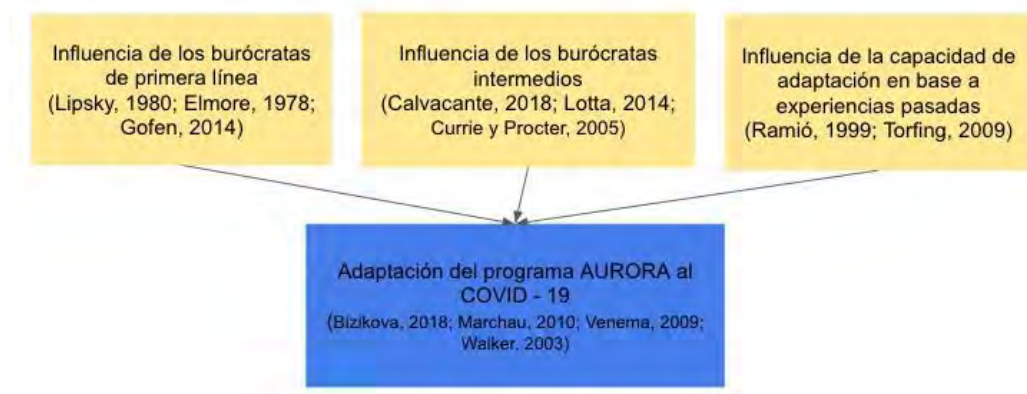 Influencia de los burócratas
de primera línea
(Lipsky, 1980; Elmore, 1978;
Gofen, 2014)
Influencia de los burócratas
intermedios
(Calvacante, 2018; Lotta, 2014;
Currie y Procter, 2005)
Influencia de la capacidad de
adaptación en base a
experiencias pasadas
(Ramió, 1999; Torfing, 2009)
Adaptación del programa AURORA al
COVID - 19
(Bizikova, 2018; Marchau, 2010; Venema, 2009;
Walker, 2003)